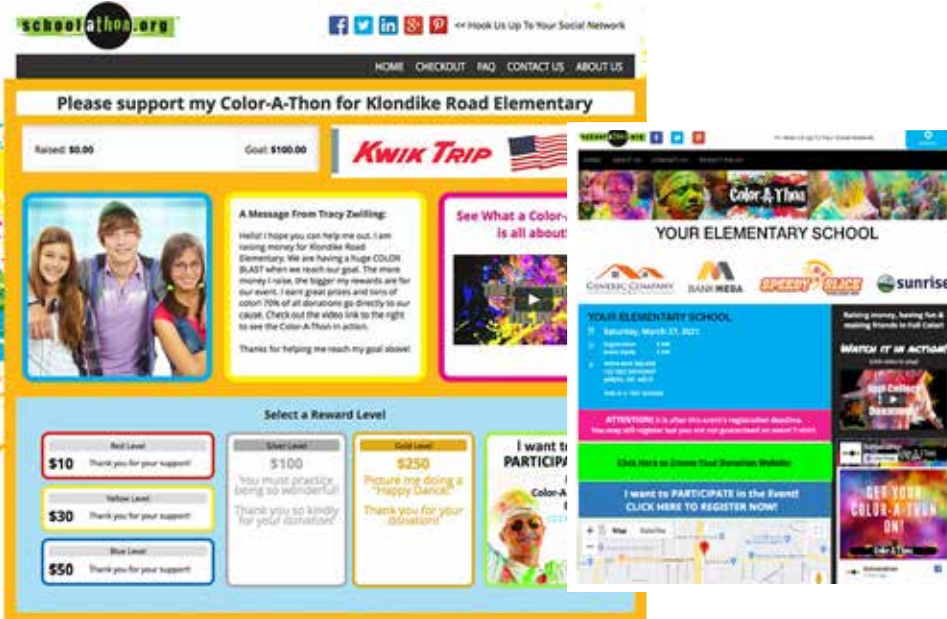 schoolathon.org
<< Hook Us Up To Your Social Network
HOME CHECKOUT FAQ CONTACT US ABOUT US
Please support my Color-A-Thon for Klondike Road Elementary
Raised: $0.00 Goal: $100.00
KWIK TRIP
A Message From Tracy Zwilling:
Hello! I hope you can help me out. I am
raising money for Klondike Road
Elementary. We are having a huge COLOR
BLAST when we reach our goal. The more
money I raise, the bigger my rewards are for
our event. I earn great prizes and tons of
color! 70% of all donations go directly to our
cause. Check out the video link to the right
to see the Color-A-Thon in action.
Thanks for helping me reach my goal above!
See What a Color-
is all about!
Select a Reward Level
Red Level
$10 Thank you for your support!
Yellow Level
$30 Thank you for your support!
Blue Level
$50 Thank you for your support!
Silver Level
$100
You must practice
being so wonderful!
Thank you so kindly
for your donation!
Gold Level
$250
Picture me doing a
"Happy Dance!"
Thank you for your
donation!
I want to
PARTICIPA
Color-A
HOME ABOUT US CONTACT US PRIVACY POLICY
Color-A-Thon
YOUR ELEMENTARY SCHOOL
GENERIC COMPANY
BANK MEDA
SPEEDY SLICE
sunrise
YOUR ELEMENTARY SCHOOL
Saturday, March 27, 2021
Raising money, having fun &
making friends in Full Color!
WATCH IT IN ACTION!
ATTENTION! It is after this event's registration deadline.
You may still register but you are not guaranteed an event T-shirt
Click Here to Create Your Donation Website
I want to PARTICIPATE in the Event!
CLICK HERE TO REGISTER NOW!
Map Satellite
GET YOUR
COLOR-A-THON
ON!
Color-A-Thon